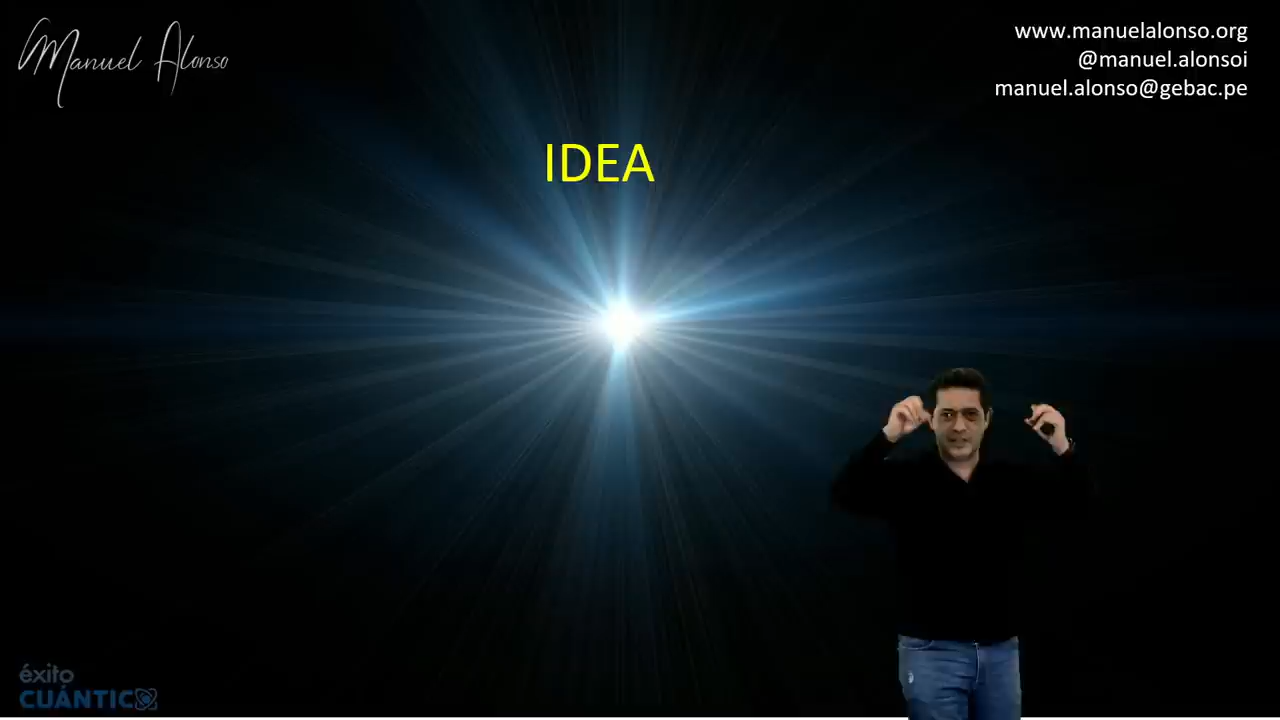 Manuel Alonso
www.manuelalonso.org
@manuel.alonsoi
manuel.alonso@gebac.pe
IDEA
éxito
CUÁNTICO